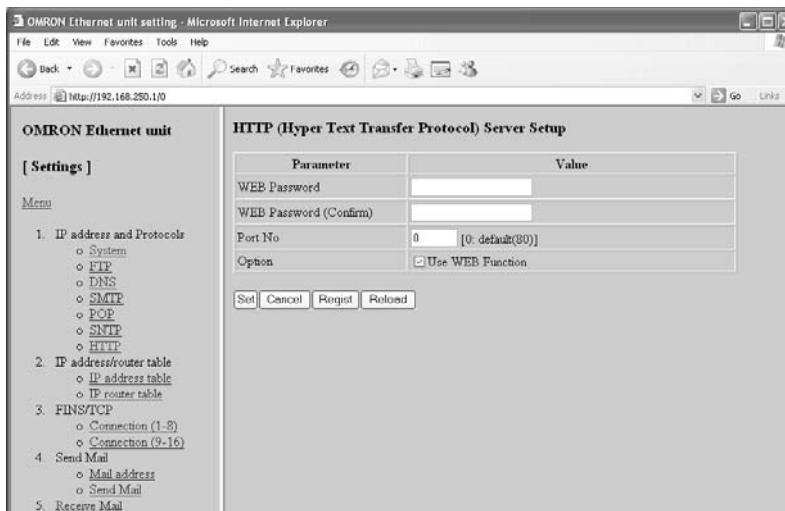 OMRON Ethernet unit setting - Microsoft Internet Explorer
File Edit View Favorites Tools Help
Back Search Favorites
Address http://192.168.250.1/0 Go Links
OMRON Ethernet unit
[ Settings ]
Menu
1. IP address and Protocols
o System
o FTP
o DNS
o SMTP
o POP
o SNTP
o HTTP
2. IP address/router table
o IP address table
o IP router table
3. FINS/TCP
o Connection (1-8)
o Connection (9-16)
4. Send Mail
o Mail address
o Send Mail
5. Receive Mail
HTTP (Hyper Text Transfer Protocol) Server Setup
Parameter Value
WEB Password
WEB Password (Confirm)
Port No 0 [0: default(80)]
Option Use WEB Function
Set Cancel Regist Reload